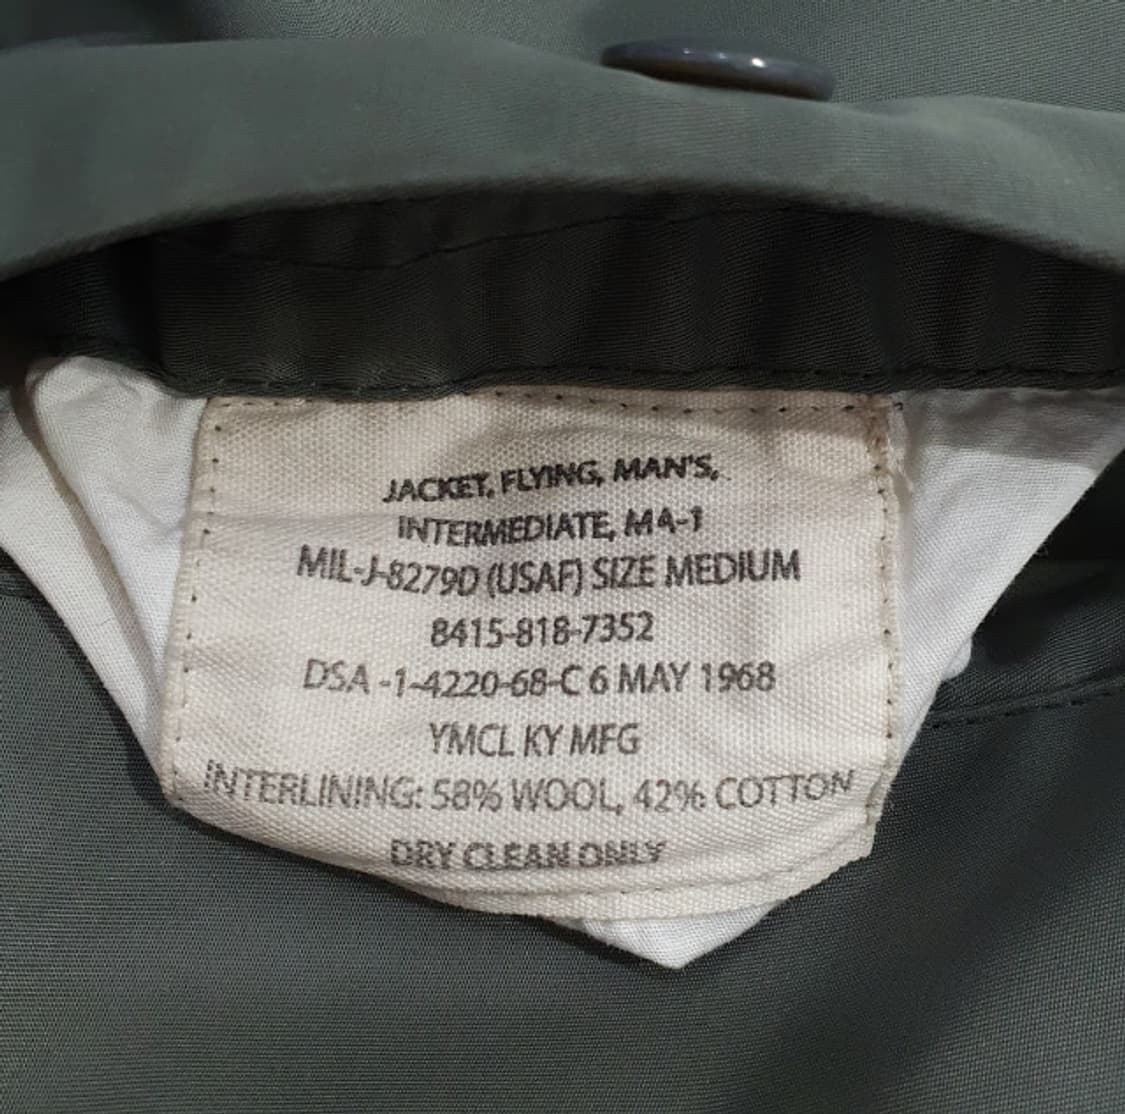 JACKET, FLYING, MAN'S,
INTERMEDIATE, MA-1
MIL-J-8279D (USAF) SIZE MEDIUM
8415-818-7352
DSA -1-4220-68-C 6 MAY 1968
YMCL KY MFG
INTERLINING: 58% WOOL, 42% COTTON
DRY CLEAN ONLY